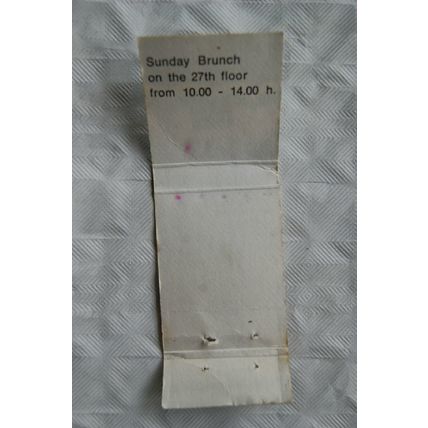 Sunday Brunch
on the 27th floor
from 10.00 - 14.00 h.